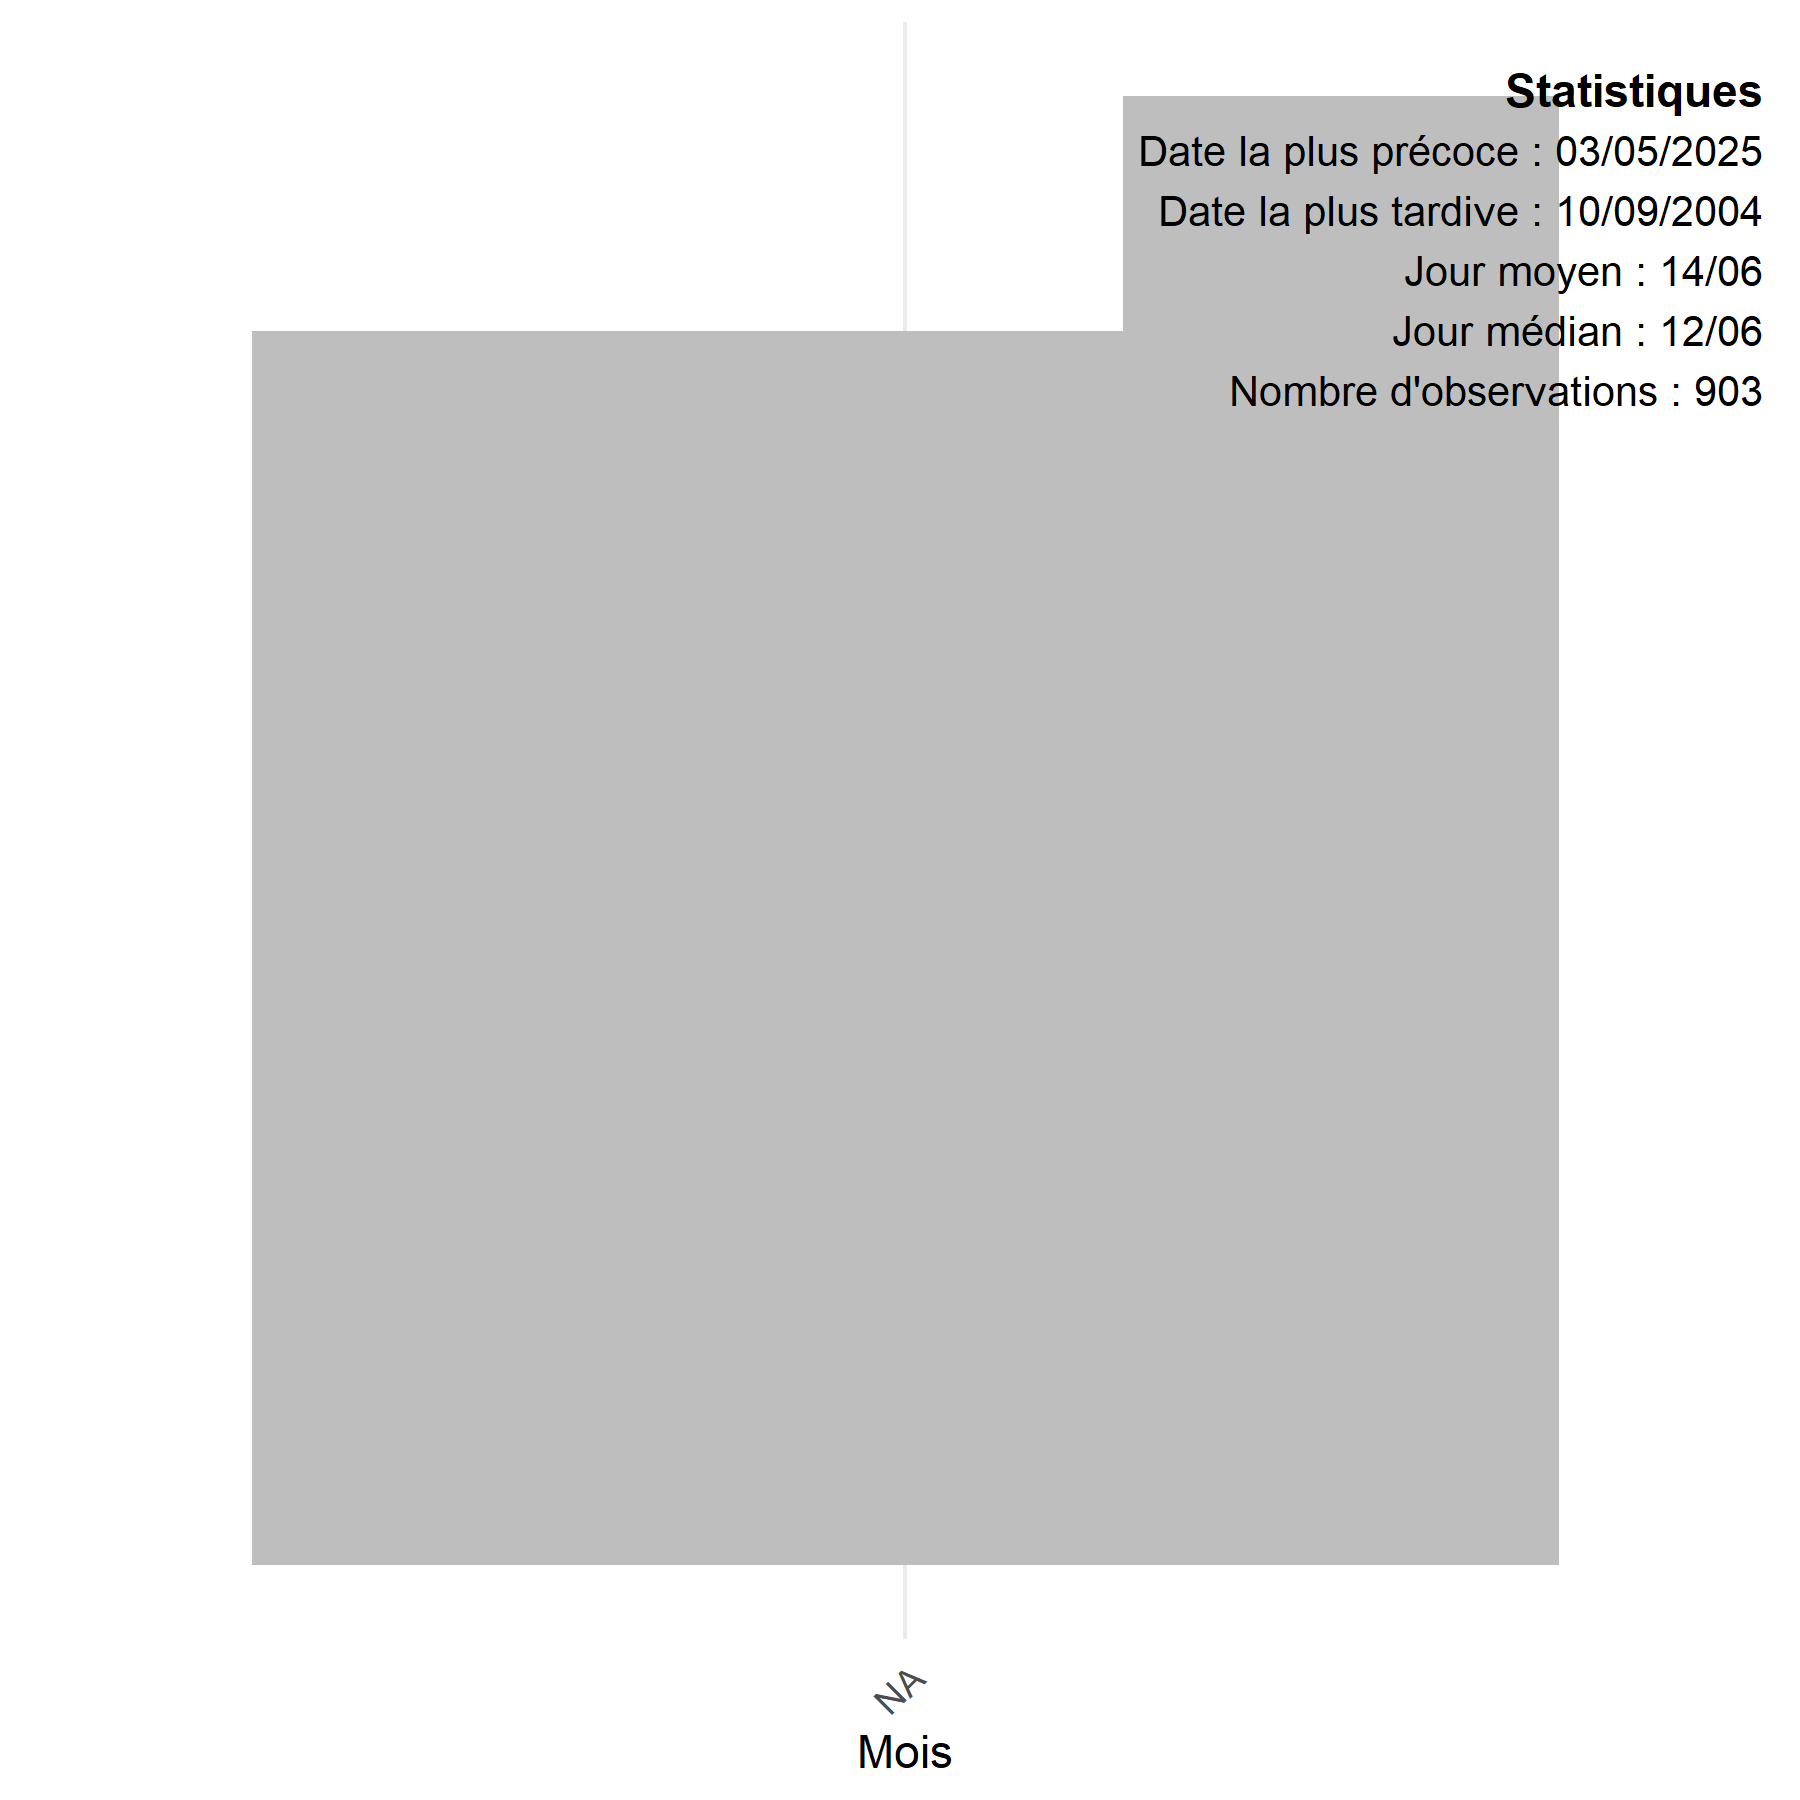 Statistiques
Date la plus précoce : 03/05/2025
Date la plus tardive : 10/09/2004
Jour moyen : 14/06
Jour médian : 12/06
Nombre d'observations : 903
NA
Mois